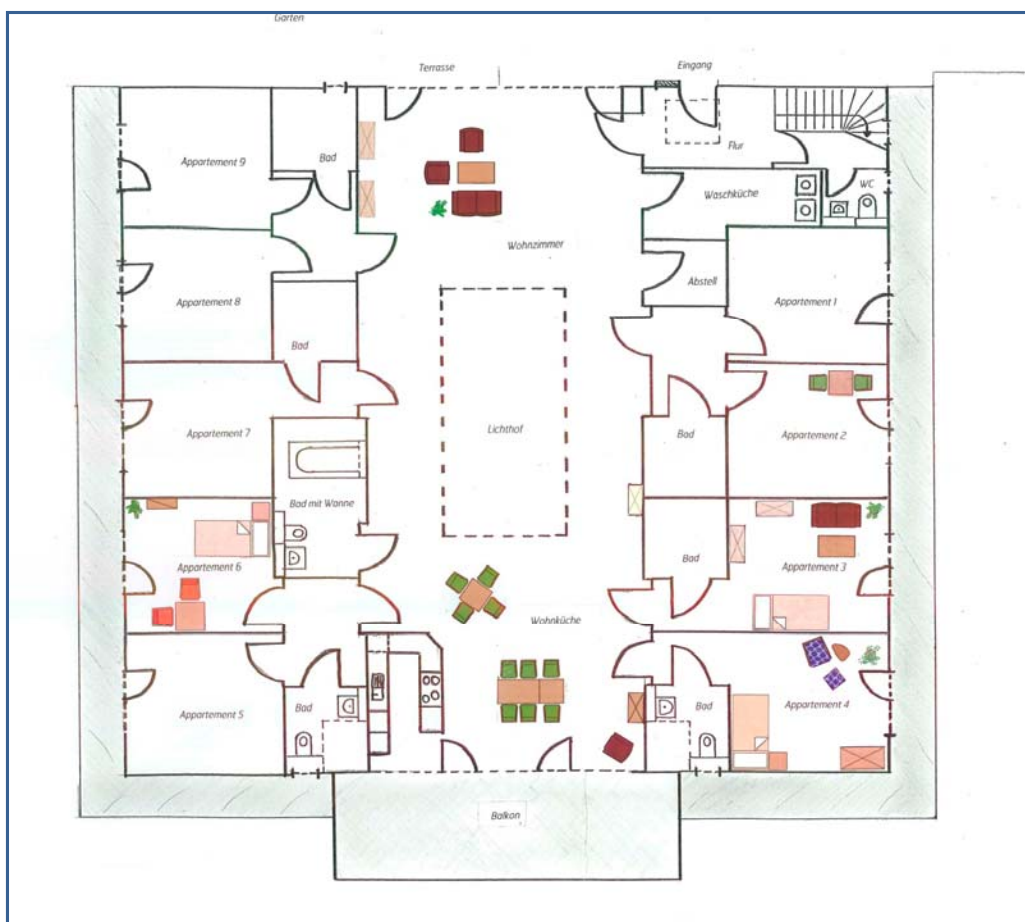 Garten
Terrasse
Eingang
Appartement 9
Bad
Flur
Waschküche
WC
Wohnzimmer
Appartement 8
Abstell
Appartement 1
Bad
Lichthof
Appartement 7
Bad
Appartement 2
Bad mit Wanne
Appartement 6
Bad
Appartement 3
Wohnküche
Appartement 5
Bad
Bad
Appartement 4
Balkon